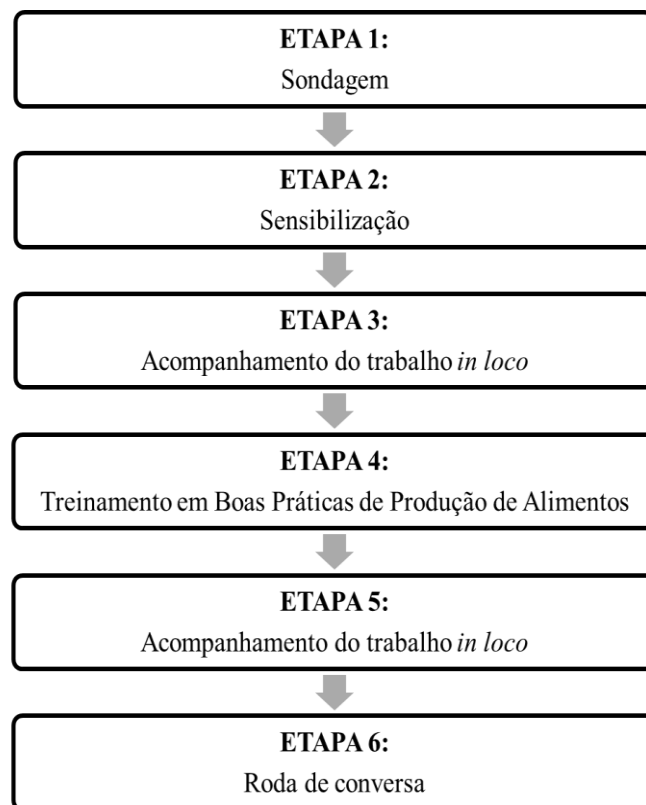 ETAPA 1:
Sondagem
ETAPA 2:
Sensibilização
ETAPA 3:
Acompanhamento do trabalho in loco
ETAPA 4:
Treinamento em Boas Práticas de Produção de Alimentos
ETAPA 5:
Acompanhamento do trabalho in loco
ETAPA 6:
Roda de conversa